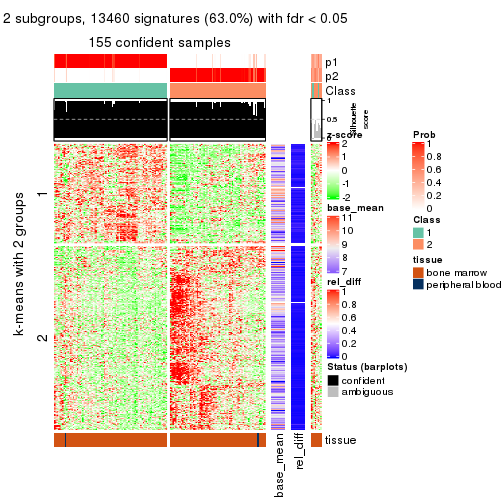 2 subgroups, 13460 signatures (63.0%) with fdr < 0.05
155 confident samples
p1
p2
Class
1
0.5
0
Silhouette
score
k-means with 2 groups
1
2
z-score
2
1
0
-1
-2
base_mean
11
10
9
8
7
rel_diff
1
0.8
0.6
0.4
0.2
0
Status (barplots)
confident
ambiguous
Prob
1
0.8
0.6
0.4
0.2
0
Class
1
2
tissue
bone marrow
peripheral blood
tissue
base_mean
rel_diff